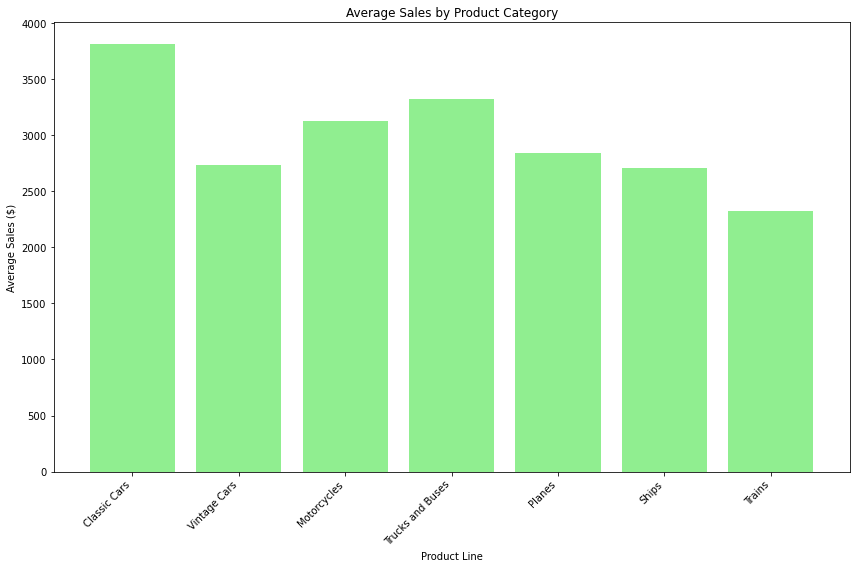 Average Sales by Product Category
Average Sales ($)
4000
3500
3000
2500
2000
1500
1000
500
0
Classic Cars
Vintage Cars
Motorcycles
Trucks and Buses
Planes
Ships
Trains
Product Line